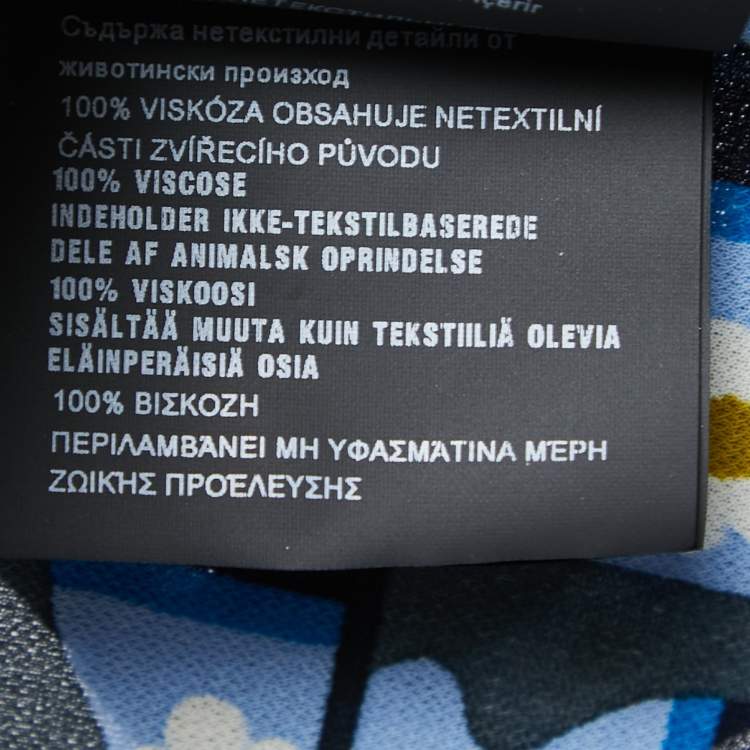 içerir
Съдържа нетекстилни детайли от
животински произход
100% VISKÓZA OBSAHUJE NETEXTILNÍ
ČÁSTI ZVÍŘECÍHO PŮVODU
100% VISCOSE
INDEHOLDER IKKE-TEKSTILBASEREDE
DELE AF ANIMALSK OPRINDELSE
100% VISKOOSI
SISÄLTÄÄ MUUTA KUIN TEKSTIILIÄ OLEVIA
ELÄINPERÄISIÄ OSIA
100% ΒΙΣΚΟΖΗ
ΠΕΡΙΛΑΜΒΆΝΕΙ ΜΗ ΥΦΑΣΜΆΤΙΝΑ ΜΈΡΗ
ΖΩΙΚΉΣ ΠΡΟΈΛΕΥΣΗΣ